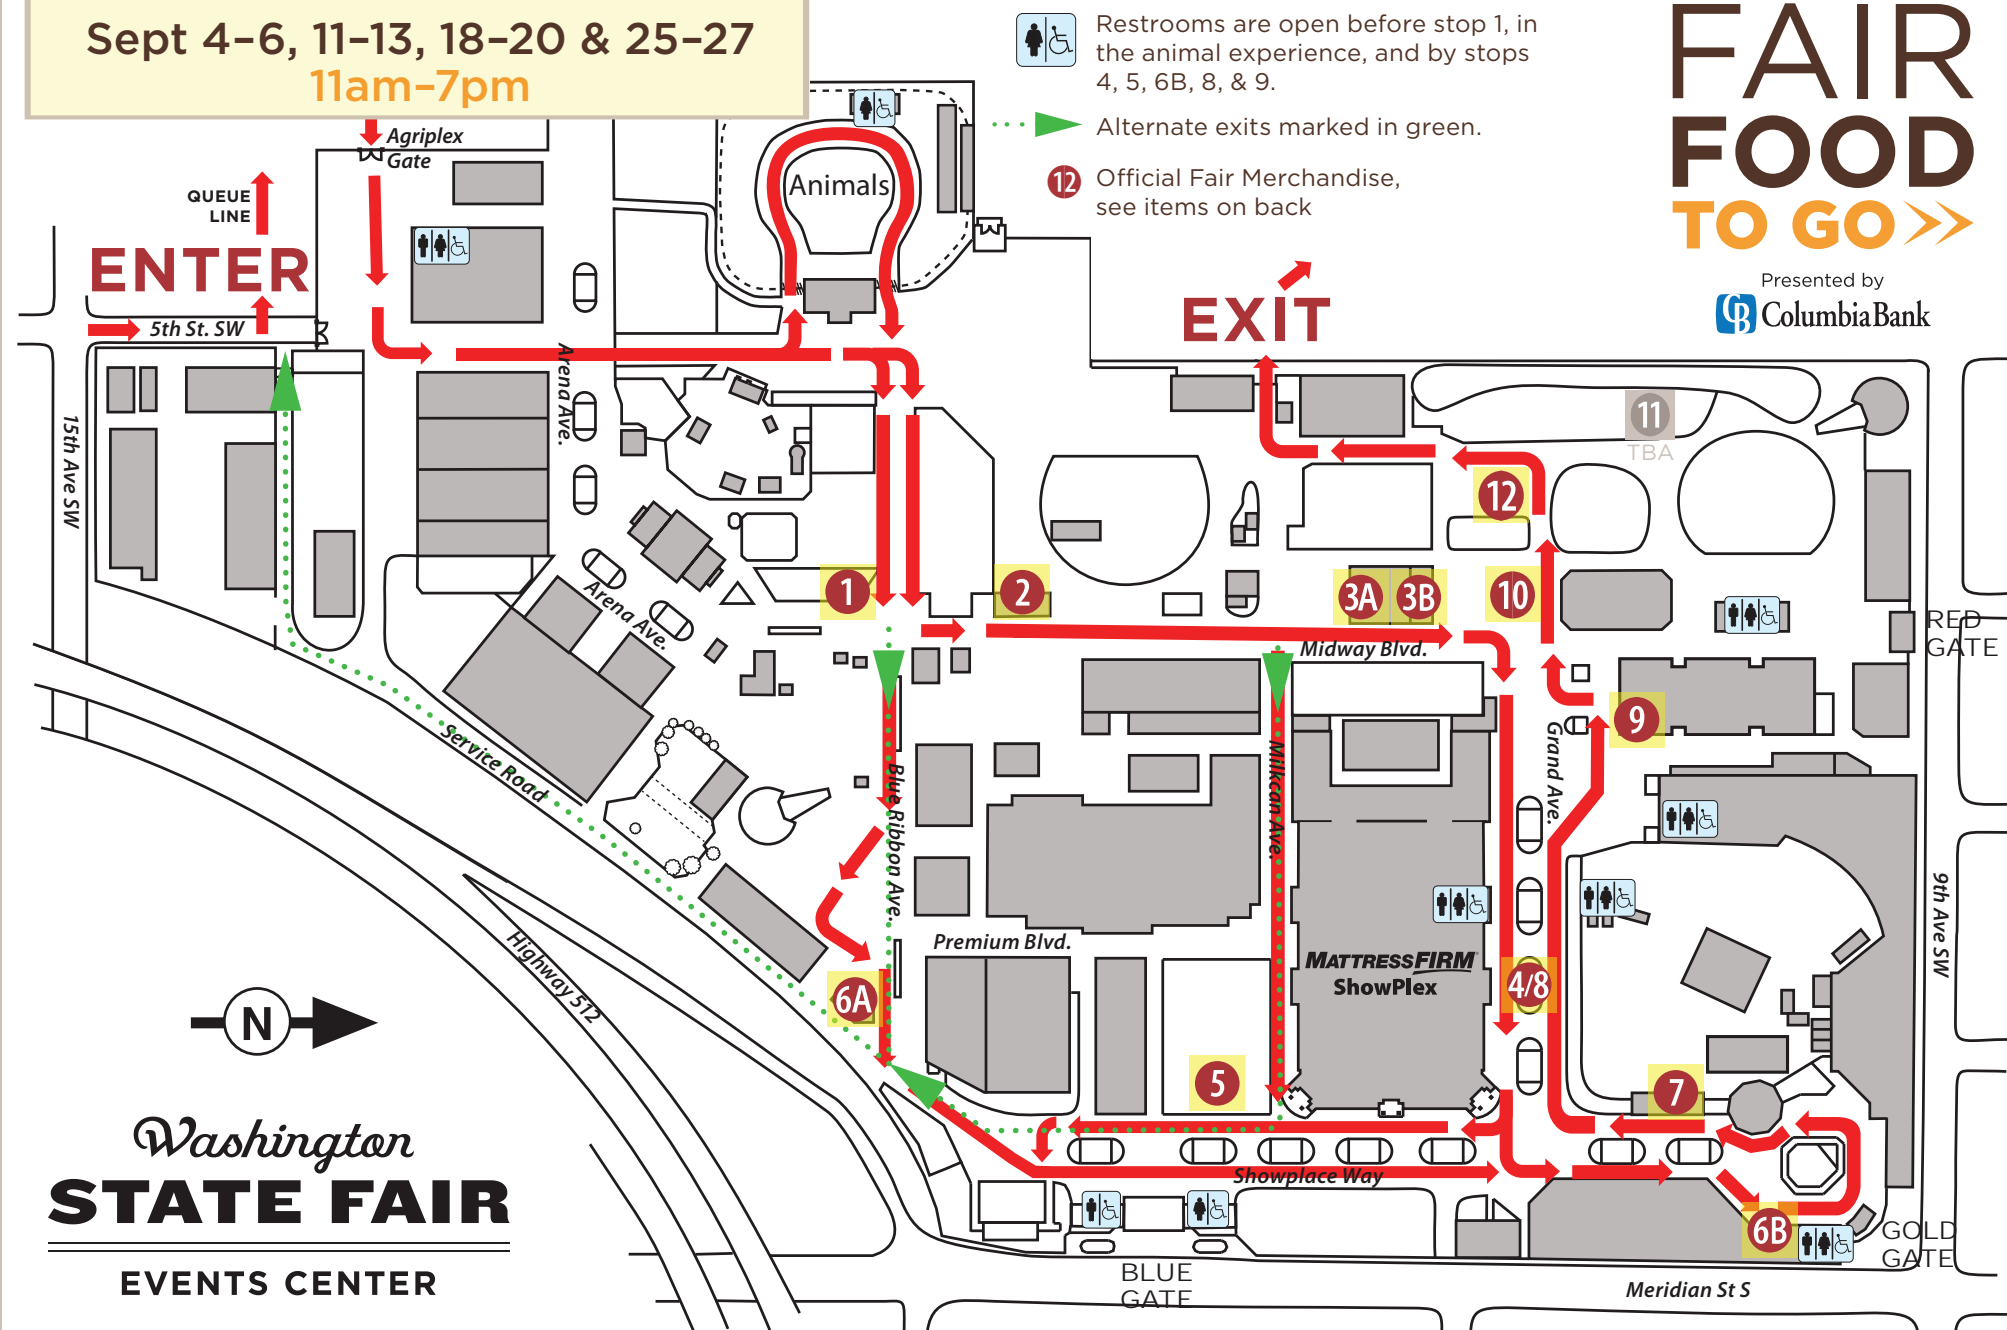 Sept 4–6, 11–13, 18–20 & 25–27
11am–7pm
Restrooms are open before stop 1, in
the animal experience, and by stops
4, 5, 6B, 8, & 9.
Alternate exits marked in green.
12 Official Fair Merchandise,
see items on back
FAIR
FOOD
TO GO
Presented by
CB ColumbiaBank
Agriplex
Gate
QUEUE
LINE
ENTER
5th St. SW
Animals
EXIT
Arena Ave.
15th Ave SW
11
TBA
12
1
2
3A
3B
10
Arena Ave.
Midway Blvd.
RED
GATE
9
Service Road
Blue Ribbon Ave.
Milkcan Ave.
Grand Ave.
9th Ave SW
Highway 512
Premium Blvd.
MATTRESSFIRM
ShowPlex
4/8
6A
N
5
7
Showplace Way
6B
GOLD
GATE
BLUE
GATE
Meridian St S
Washington
STATE FAIR
EVENTS CENTER